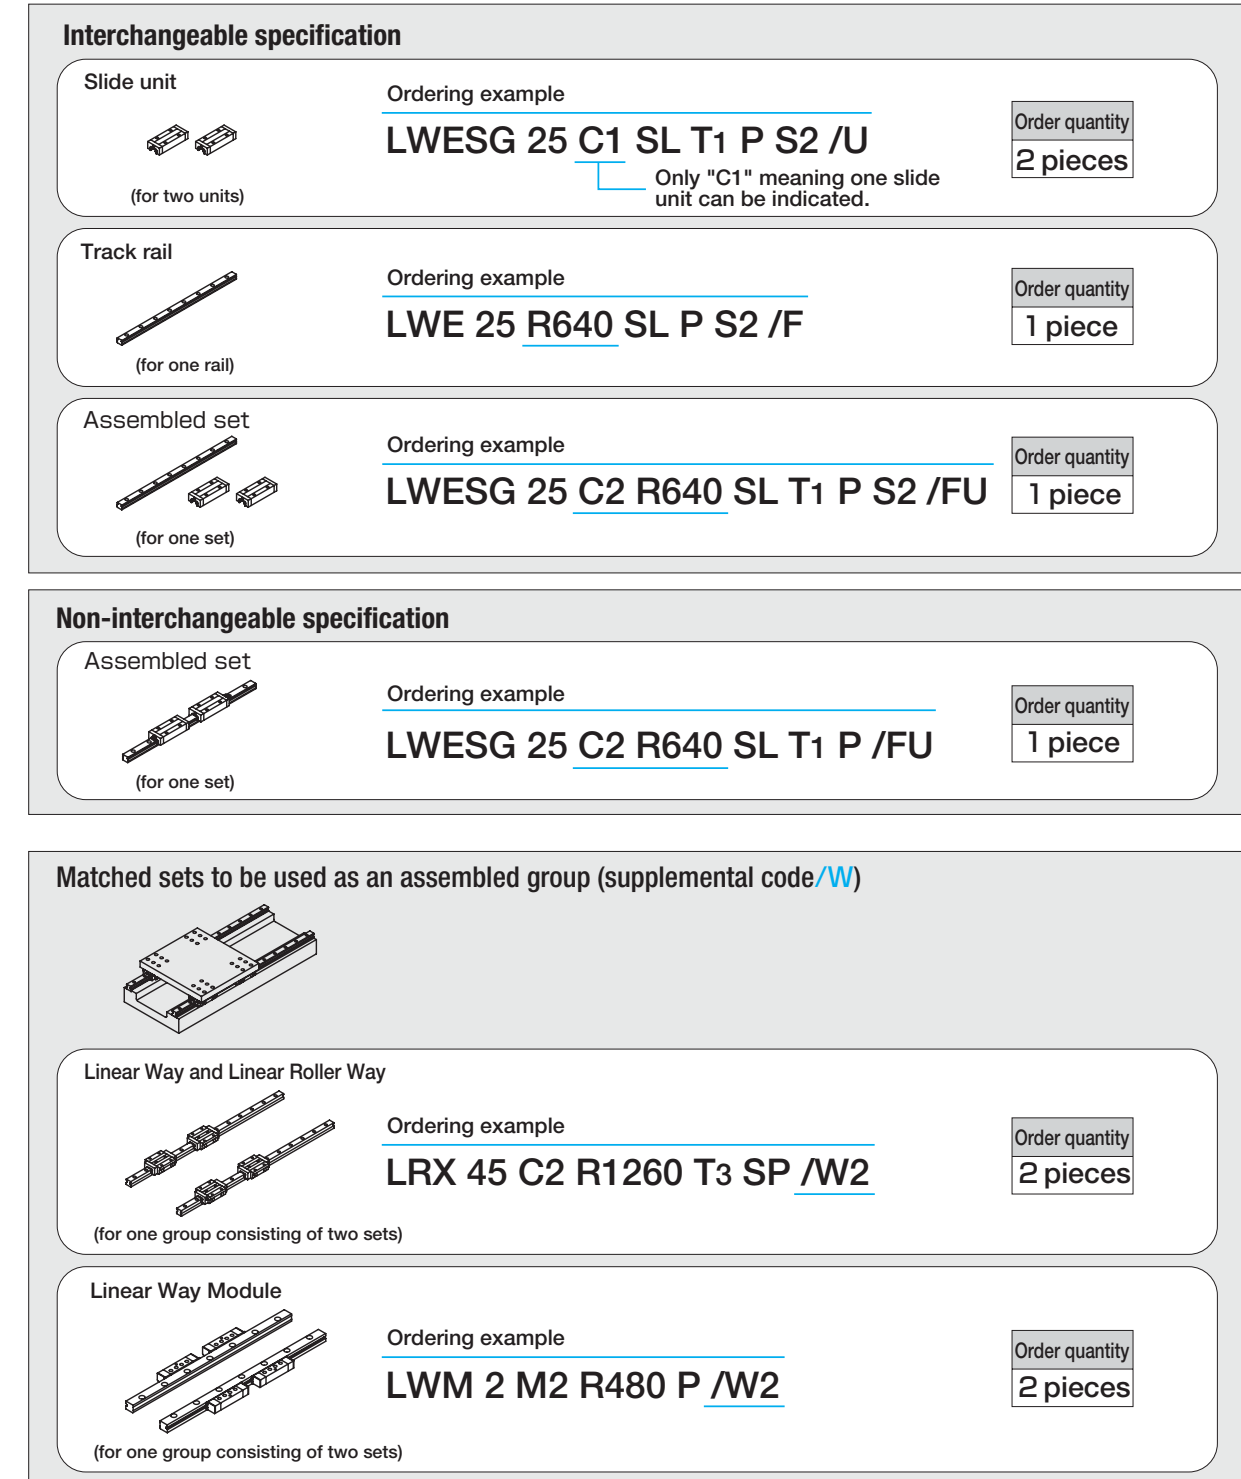 Interchangeable specification
Slide unit
Ordering example
LWESG 25 C1 SL T1 P S2 /U
Only "C1" meaning one slide
unit can be indicated.
(for two units)
Order quantity
2 pieces
Track rail
Ordering example
LWE 25 R640 SL P S2 /F
(for one rail)
Order quantity
1 piece
Assembled set
Ordering example
LWESG 25 C2 R640 SL T1 P S2 /FU
(for one set)
Order quantity
1 piece
Non-interchangeable specification
Assembled set
Ordering example
LWESG 25 C2 R640 SL T1 P /FU
(for one set)
Order quantity
1 piece
Matched sets to be used as an assembled group (supplemental code/W)
Linear Way and Linear Roller Way
Ordering example
LRX 45 C2 R1260 T3 SP /W2
(for one group consisting of two sets)
Order quantity
2 pieces
Linear Way Module
Ordering example
LWM 2 M2 R480 P /W2
(for one group consisting of two sets)
Order quantity
2 pieces